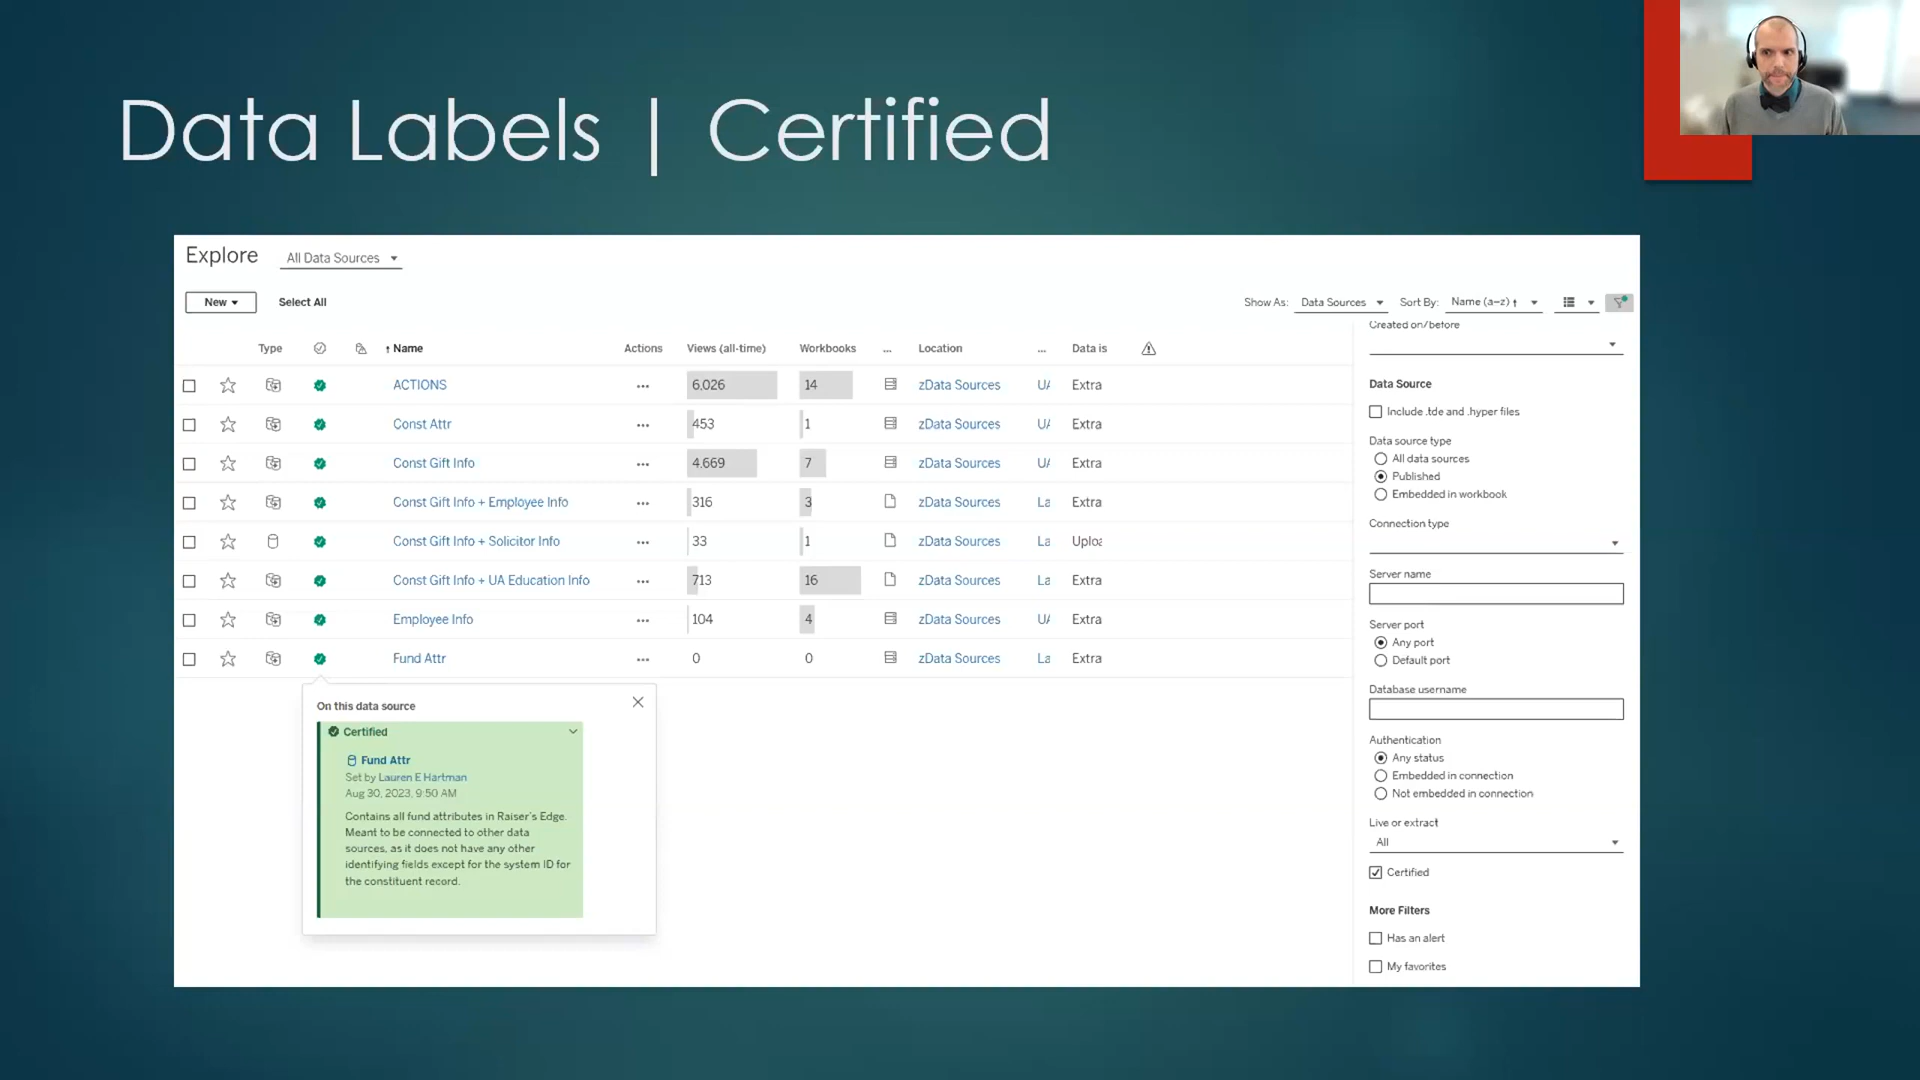 Data Labels | Certified
Explore All Data Sources
New Select All Show As: Data Sources Sort By: Name (a–z) ↑
Created on/before
Type ↑ Name Actions Views (all-time) Workbooks ... Location ... Data is
ACTIONS ... 6,026 14 zData Sources UA Extra
Const Attr ... 453 1 zData Sources UA Extra
Const Gift Info ... 4,669 7 zData Sources UA Extra
Const Gift Info + Employee Info ... 316 3 zData Sources La Extra
Const Gift Info + Solicitor Info ... 33 1 zData Sources La Uploa
Const Gift Info + UA Education Info ... 713 16 zData Sources La Extra
Employee Info ... 104 4 zData Sources UA Extra
Fund Attr ... 0 0 zData Sources La Extra
On this data source
Certified
Fund Attr
Set by Lauren E Hartman
Aug 30, 2023, 9:50 AM
Contains all fund attributes in Raiser's Edge.
Meant to be connected to other data
sources, as it does not have any other
identifying fields except for the system ID for
the constituent record.
Data Source
Include .tde and .hyper files
Data source type
All data sources
Published
Embedded in workbook
Connection type
Server name
Server port
Any port
Default port
Database username
Authentication
Any status
Embedded in connection
Not embedded in connection
Live or extract
All
Certified
More Filters
Has an alert
My favorites